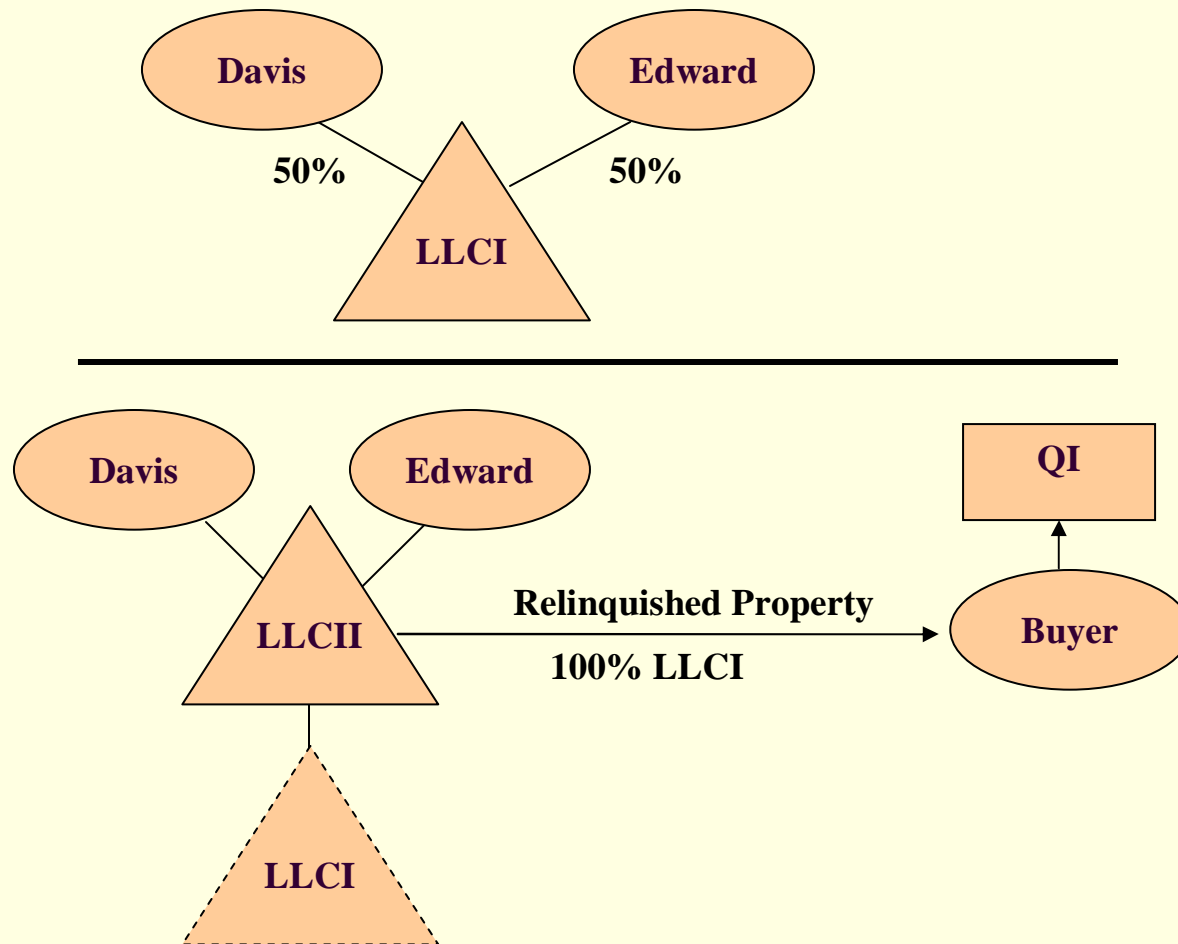 Davis
Edward
50%
50%
LLCI
Davis
Edward
QI
Relinquished Property
LLCII
Buyer
100% LLCI
LLCI